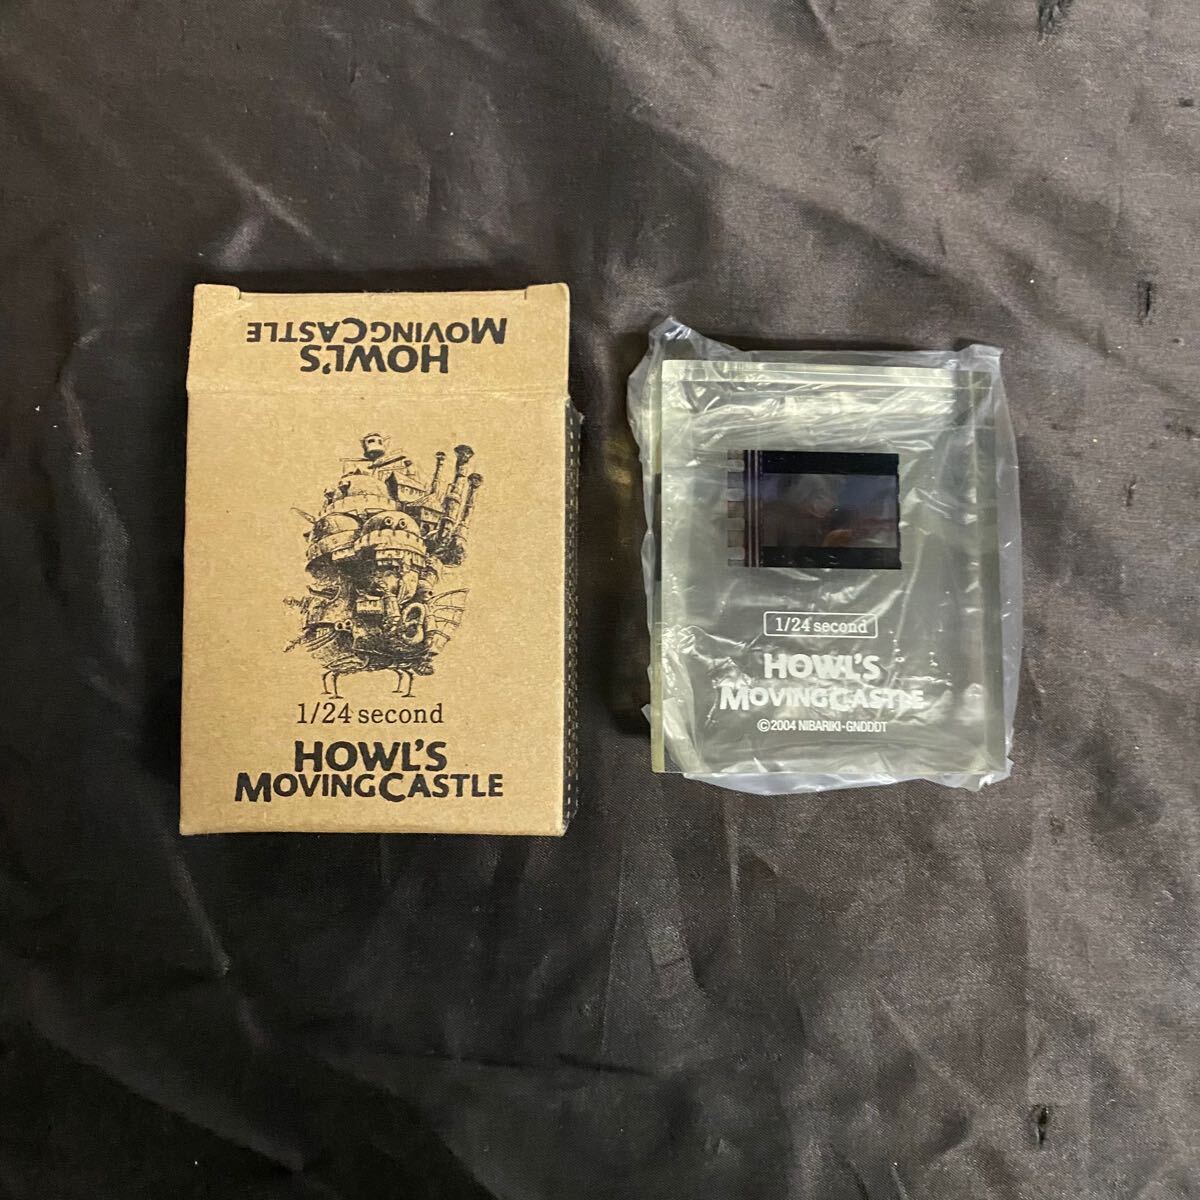 HOWL'S
MOVINGCASTLE
1/24 second
HOWL'S
MOVINGCASTLE
1/24 second
HOWL'S
MOVINGCASTLE
©2004 NIBARIKI·GNDDDT